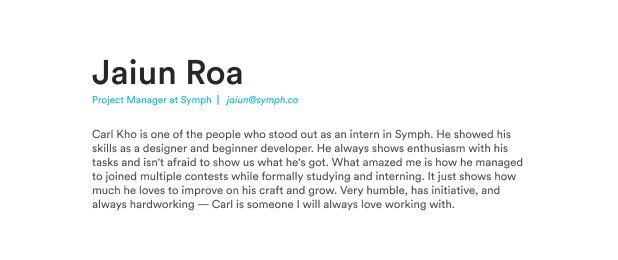 Jaiun Roa
Project Manager at Symph | jaiun@symph.co
Carl Kho is one of the people who stood out as an intern in Symph. He showed his
skills as a designer and beginner developer. He always shows enthusiasm with his
tasks and isn't afraid to show us what he's got. What amazed me is how he managed
to joined multiple contests while formally studying and interning. It just shows how
much he loves to improve on his craft and grow. Very humble, has initiative, and
always hardworking — Carl is someone I will always love working with.